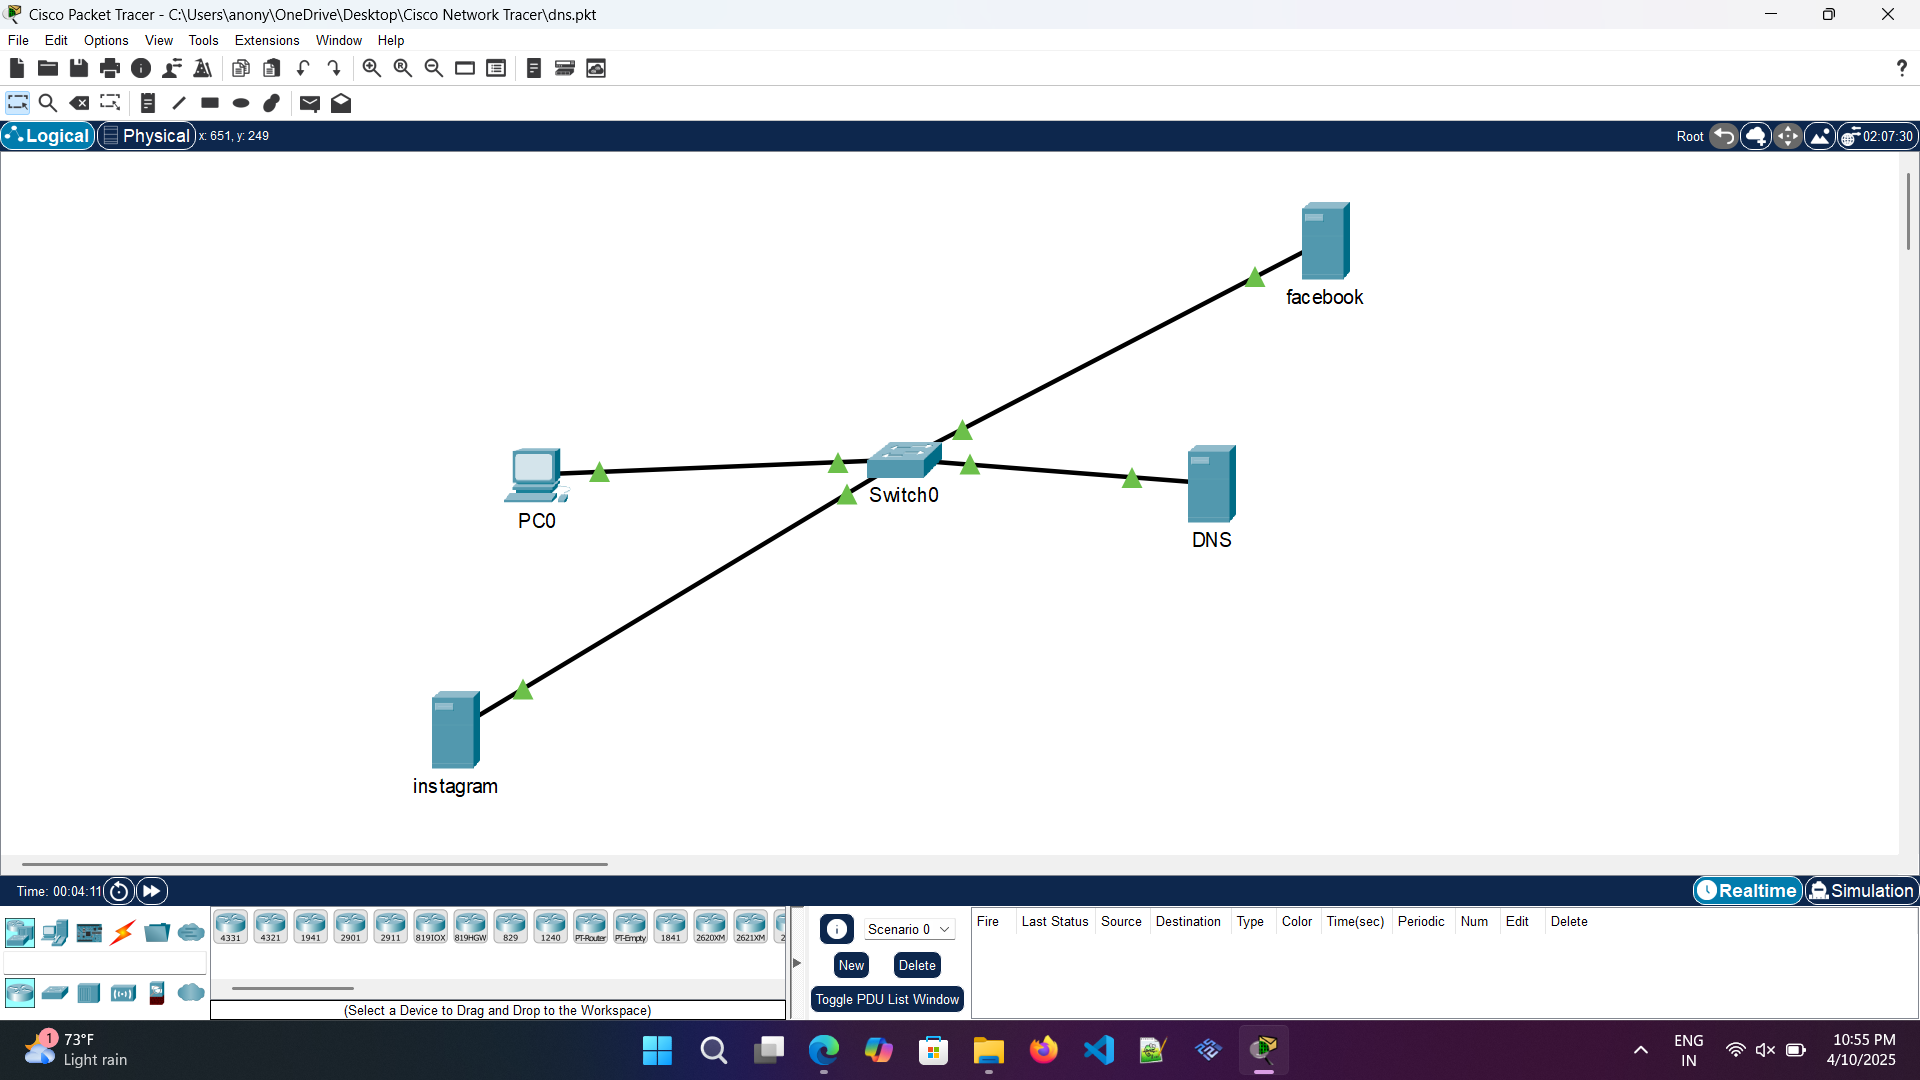 Cisco Packet Tracer - C:\Users\anony\OneDrive\Desktop\Cisco Network Tracer\dns.pkt
File Edit Options View Tools Extensions Window Help
?
Logical Physical x: 651, y: 249 Root 02:07:30
facebook
PC0
Switch0
DNS
instagram
Time: 00:04:11 Realtime Simulation
4331 4321 1941 2901 2911 819IOX 819HGW 829 1240 PT-Router PT-Empty 1841 2620XM 2621XM
(Select a Device to Drag and Drop to the Workspace)
Scenario 0
New Delete
Toggle PDU List Window
Fire Last Status Source Destination Type Color Time(sec) Periodic Num Edit Delete
1 73°F
Light rain
ENG
IN
10:55 PM
4/10/2025